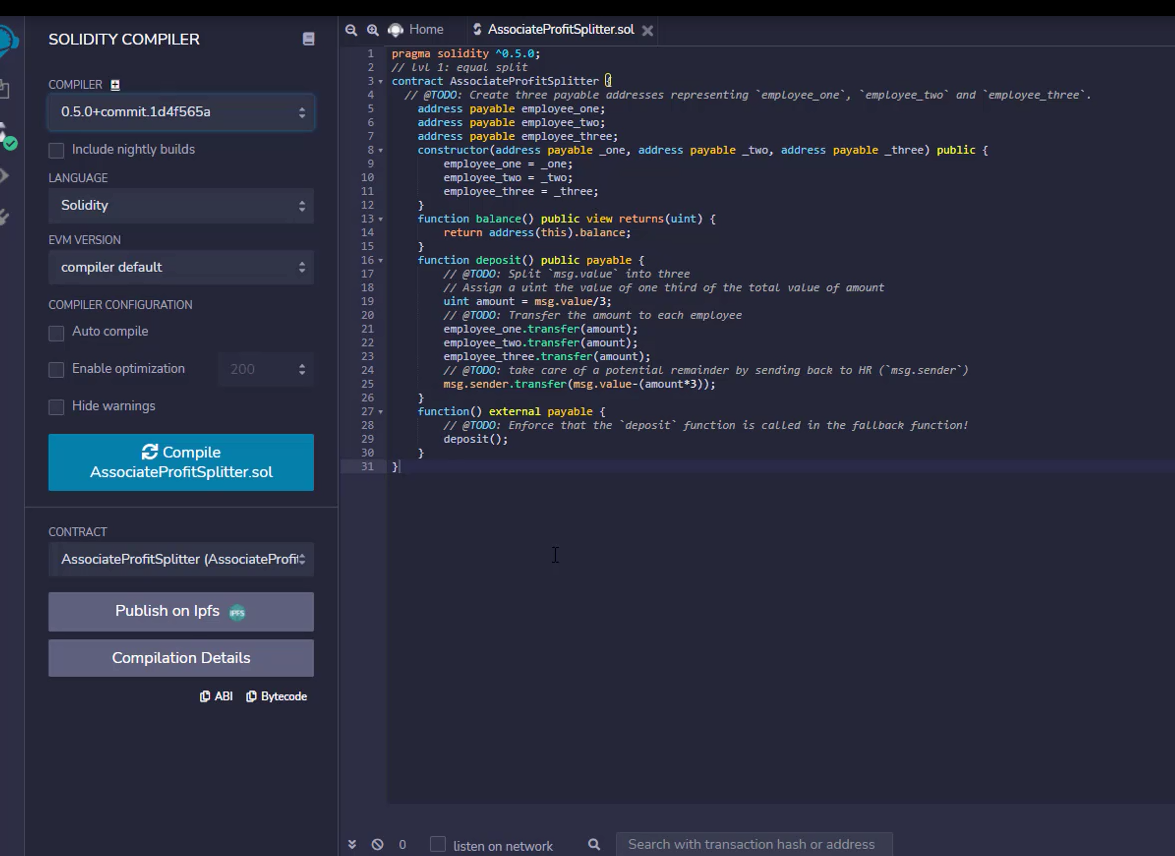 SOLIDITY COMPILER
COMPILER
0.5.0+commit.1d4f565a
Include nightly builds
LANGUAGE
Solidity
EVM VERSION
compiler default
COMPILER CONFIGURATION
Auto compile
Enable optimization
200
Hide warnings
Compile
AssociateProfitSplitter.sol
CONTRACT
AssociateProfitSplitter (AssociateProfit
Publish on Ipfs
IPFS
Compilation Details
ABI
Bytecode
Home
AssociateProfitSplitter.sol
1 pragma solidity ^0.5.0;
2 // lvl 1: equal split
3 contract AssociateProfitSplitter {
4 // @TODO: Create three payable addresses representing `employee_one`, `employee_two` and `employee_three`.
5 address payable employee_one;
6 address payable employee_two;
7 address payable employee_three;
8 constructor(address payable _one, address payable _two, address payable _three) public {
9 employee_one = _one;
10 employee_two = _two;
11 employee_three = _three;
12 }
13 function balance() public view returns(uint) {
14 return address(this).balance;
15 }
16 function deposit() public payable {
17 // @TODO: Split `msg.value` into three
18 // Assign a uint the value of one third of the total value of amount
19 uint amount = msg.value/3;
20 // @TODO: Transfer the amount to each employee
21 employee_one.transfer(amount);
22 employee_two.transfer(amount);
23 employee_three.transfer(amount);
24 // @TODO: take care of a potential remainder by sending back to HR (`msg.sender`)
25 msg.sender.transfer(msg.value-(amount*3));
26 }
27 function() external payable {
28 // @TODO: Enforce that the `deposit` function is called in the fallback function!
29 deposit();
30 }
31 }
0
listen on network
Search with transaction hash or address